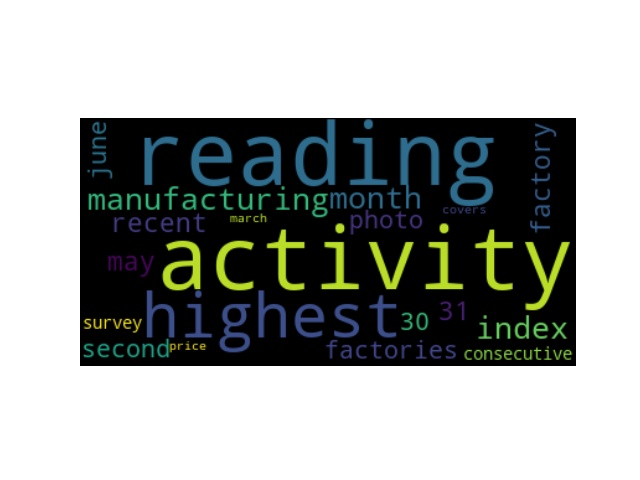 june
reading
factory
manufacturing month
recent march photo covers
activity
may
highest
survey 30 31 index
second price factories consecutive